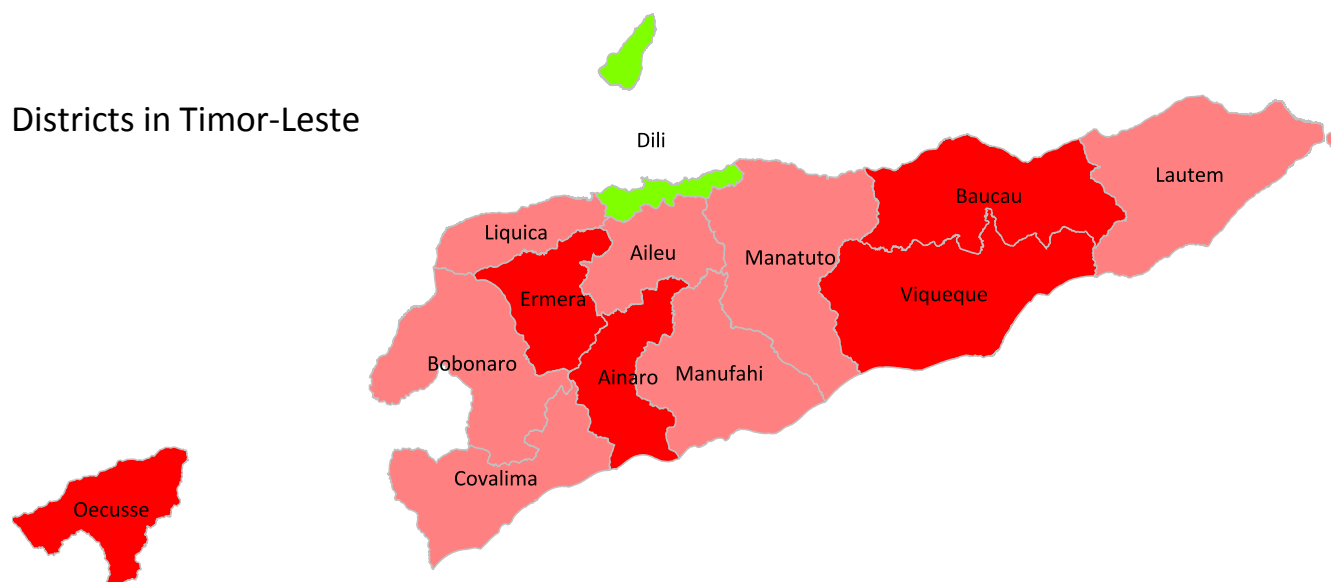 Districts in Timor-Leste
Dili
Lautem
Baucau
Liquica
Aileu
Manatuto
Viqueque
Ermera
Bobonaro
Ainaro
Manufahi
Covalima
Oecusse